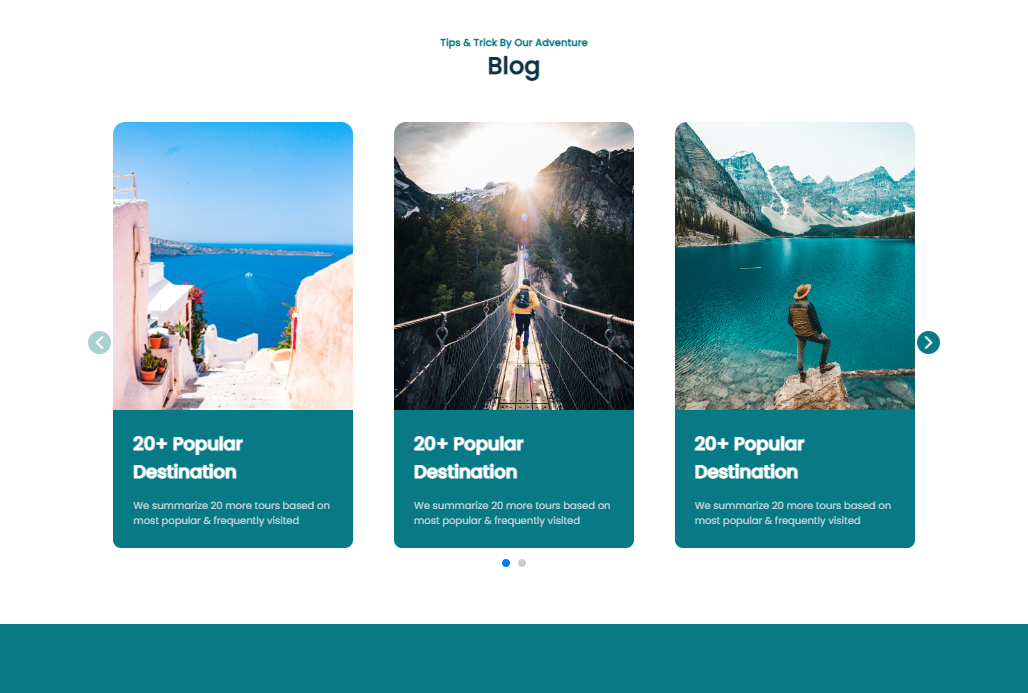 Tips & Trick By Our Adventure
Blog
20+ Popular
Destination
We summarize 20 more tours based on
most popular & frequently visited
20+ Popular
Destination
We summarize 20 more tours based on
most popular & frequently visited
20+ Popular
Destination
We summarize 20 more tours based on
most popular & frequently visited